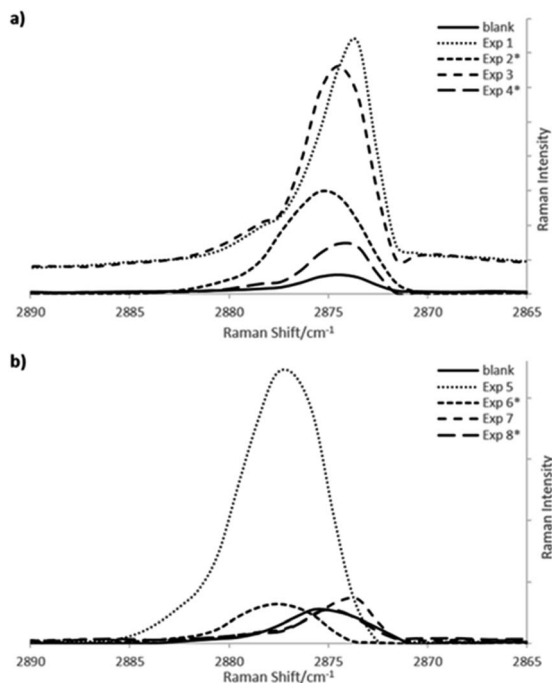 a)
blank
Exp 1
Exp 2*
Exp 3
Exp 4*
Raman Intensity
2890 2885 2880 2875 2870 2865
Raman Shift/cm⁻¹
b)
blank
Exp 5
Exp 6*
Exp 7
Exp 8*
Raman Intensity
2890 2885 2880 2875 2870 2865
Raman Shift/cm⁻¹